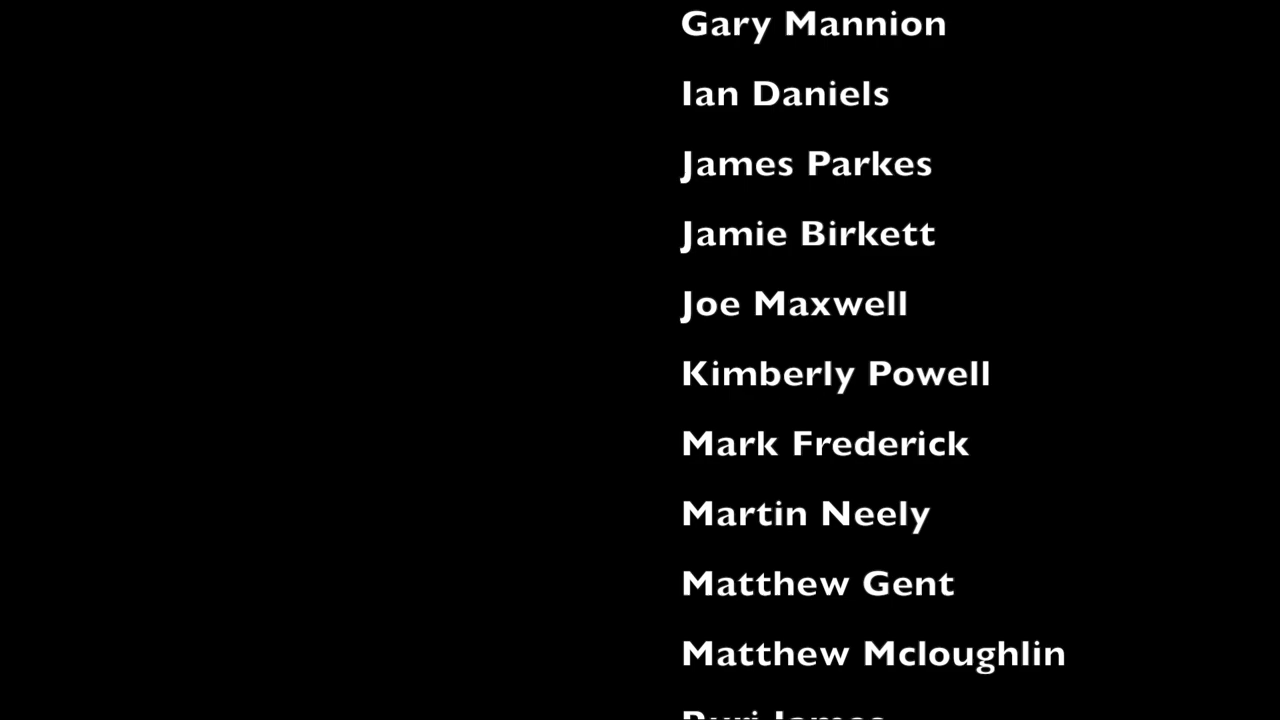 Gary Mannion
Ian Daniels
James Parkes
Jamie Birkett
Joe Maxwell
Kimberly Powell
Mark Frederick
Martin Neely
Matthew Gent
Matthew Mcloughlin